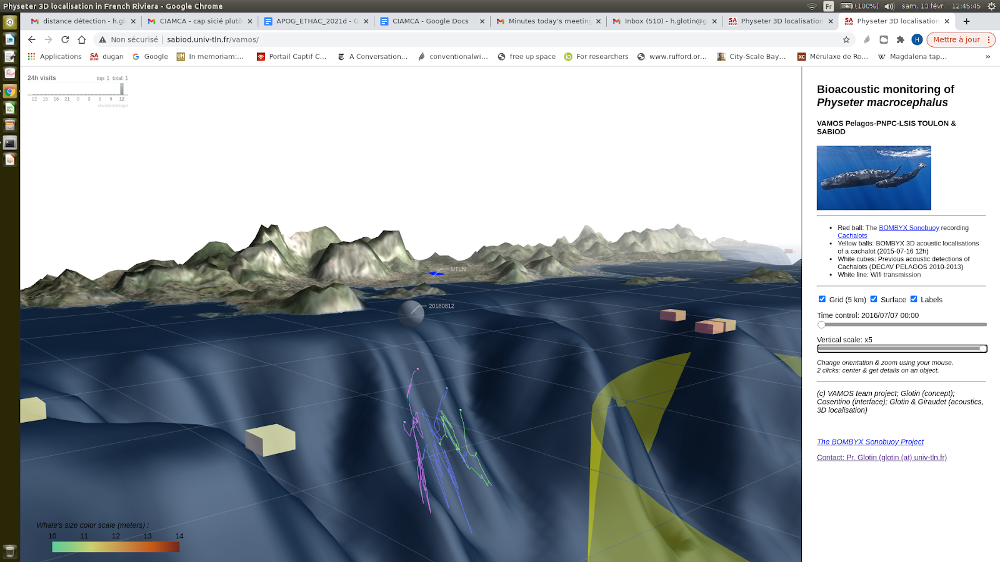 Physeter 3D localisation in French Riviera - Google Chrome
Fr (100%) sam. 13 févr. 12:45:45
distance détection - h.gl
CIAMCA - cap sicié plutô
APOG_ETHAC_2021d - G
CIAMCA - Google Docs
Minutes today's meeting
Inbox (510) - h.glotin@g
Physeter 3D localisation
Physeter 3D localisation
Non sécurisé sabiod.univ-tln.fr/vamos/
H
Mettre à jour
Applications
dugan
Google
In memoriam:...
Portail Captif C...
A Conversation...
conventionalwi...
free up space
For researchers
www.rufford.or...
City-Scale Bay...
Mérulaxe de Ro...
Magdalena tap...
»
24h visits top: 1 total: 1
12 15 18 21 0 3 6 9 12
revolvermaps
UTLN
20180812
Whale's size color scale (meters) :
10 11 12 13 14
Bioacoustic monitoring of
Physeter macrocephalus
VAMOS Pelagos-PNPC-LSIS TOULON &
SABIOD
Red ball: The BOMBYX Sonobuoy recording
Cachalots
Yellow balls: BOMBYX 3D acoustic localisations
of a cachalot (2015-07-16 12h)
White cubes: Previous acoustic detections of
Cachalots (DECAV PELAGOS 2010-2013)
White line: Wifi transmission
Grid (5 km) Surface Labels
Time control: 2016/07/07 00:00
Vertical scale: x5
Change orientation & zoom using your mouse.
2 clicks: center & get details on an object.
(c) VAMOS team project; Glotin (concept);
Cosentino (interface); Glotin & Giraudet (acoustics,
3D localisation)
The BOMBYX Sonobuoy Project
Contact: Pr. Glotin (glotin (at) univ-tln.fr)